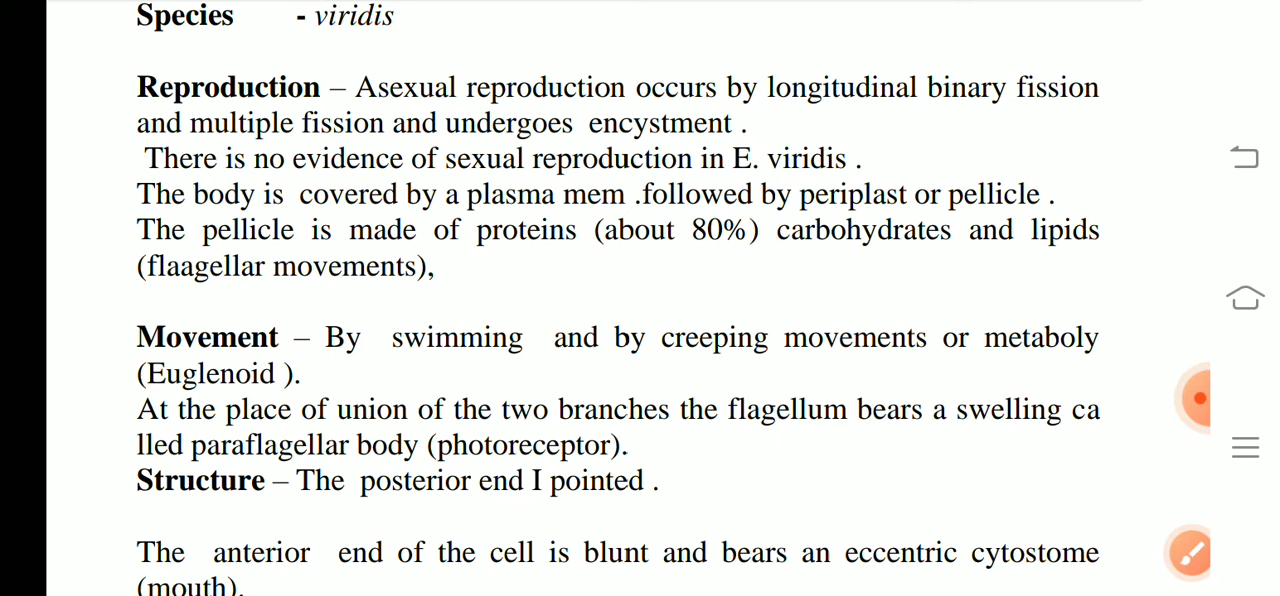 Species - viridis
Reproduction – Asexual reproduction occurs by longitudinal binary fission
and multiple fission and undergoes encystment .
There is no evidence of sexual reproduction in E. viridis .
The body is covered by a plasma mem .followed by periplast or pellicle .
The pellicle is made of proteins (about 80%) carbohydrates and lipids
(flaagellar movements),
Movement – By swimming and by creeping movements or metaboly
(Euglenoid ).
At the place of union of the two branches the flagellum bears a swelling ca
lled paraflagellar body (photoreceptor).
Structure – The posterior end I pointed .
The anterior end of the cell is blunt and bears an eccentric cytostome
(mouth).